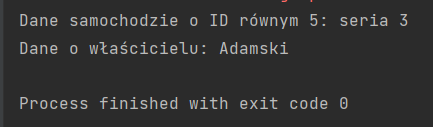 Dane samochodzie o ID równym 5: seria 3
Dane o właścicielu: Adamski
Process finished with exit code 0